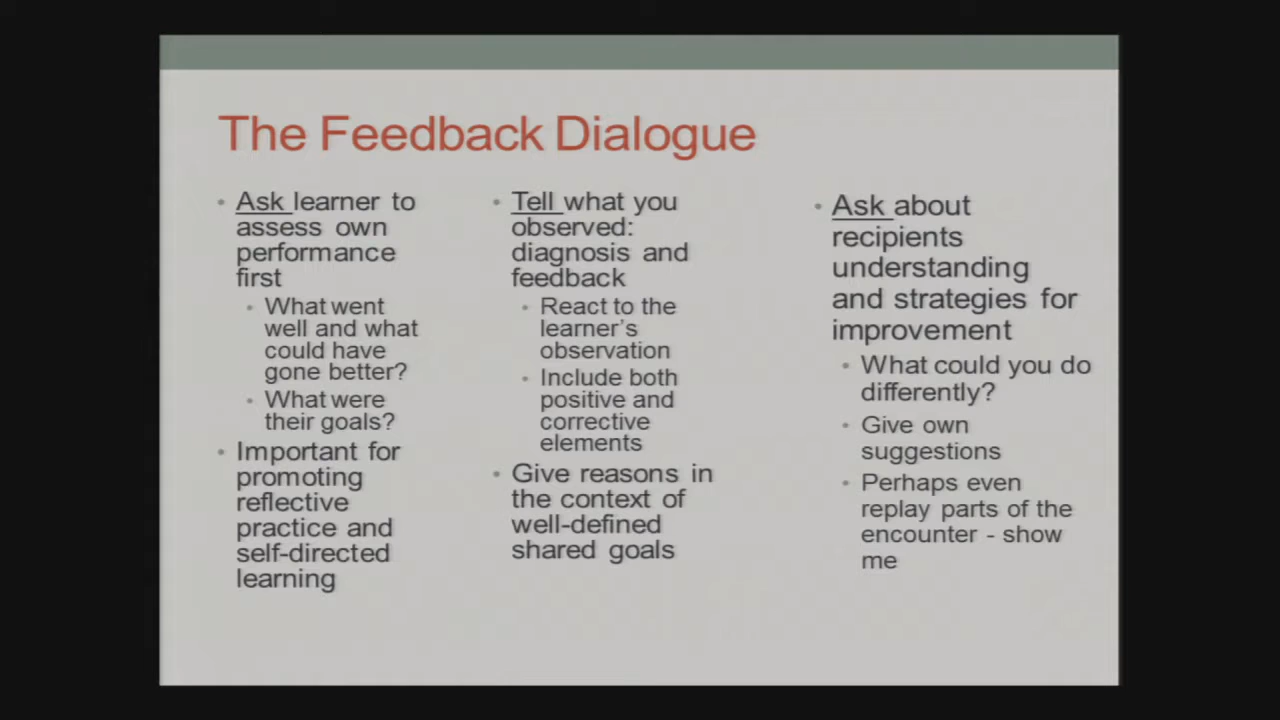 The Feedback Dialogue
• Ask learner to
assess own
performance
first
• What went
well and what
could have
gone better?
• What were
their goals?
• Important for
promoting
reflective
practice and
self-directed
learning
• Tell what you
observed:
diagnosis and
feedback
• React to the
learner's
observation
• Include both
positive and
corrective
elements
• Give reasons in
the context of
well-defined
shared goals
• Ask about
recipients
understanding
and strategies for
improvement
• What could you do
differently?
• Give own
suggestions
• Perhaps even
replay parts of the
encounter - show
me